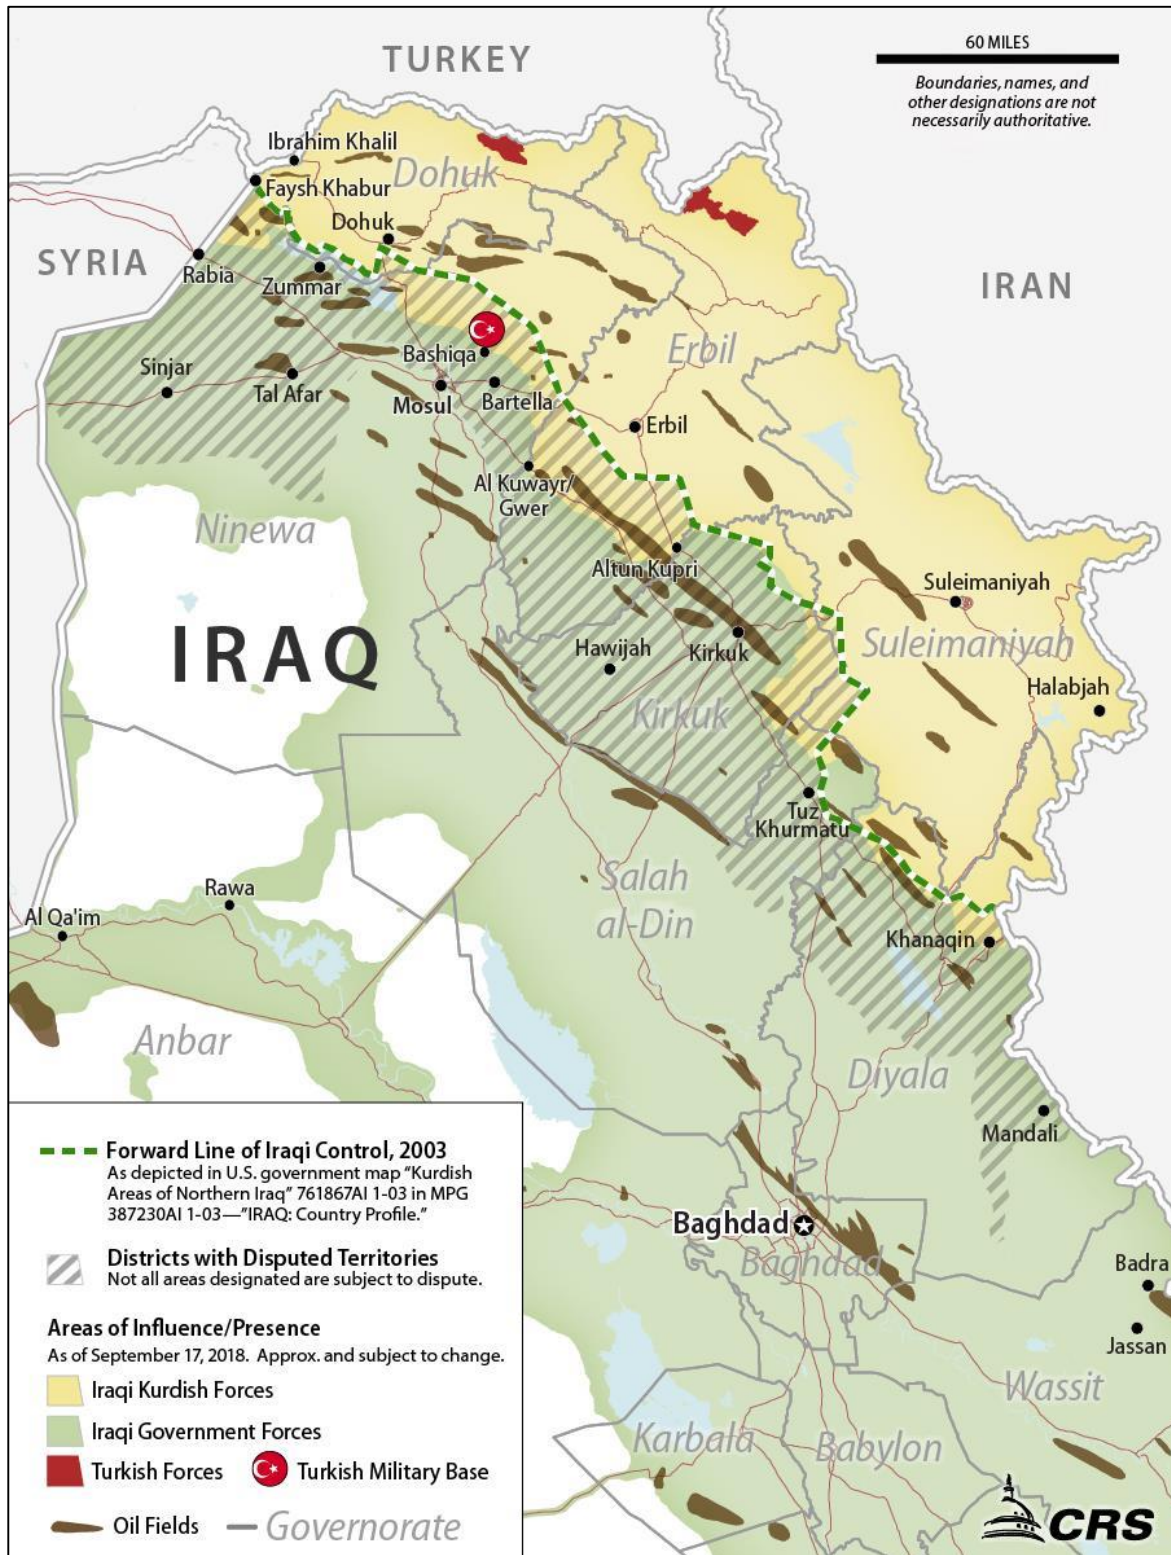 TURKEY
60 MILES
Boundaries, names, and
other designations are not
necessarily authoritative.
Ibrahim Khalil
Dohuk
Faysh Khabur
Dohuk
SYRIA
Rabia
Zummar
IRAN
Erbil
Bashiqa
Sinjar
Tal Afar
Mosul
Bartella
Erbil
Al Kuwayr/
Gwer
Ninewa
Altun Kupri
Suleimaniyah
IRAQ
Hawijah
Kirkuk
Suleimaniyah
Halabjah
Kirkuk
Tuz
Khurmatu
Salah
al-Din
Rawa
Al Qa'im
Khanaqin
Anbar
Diyala
Mandali
Baghdad
Baghdad
Badra
Jassan
Wassit
Karbala
Babylon
Forward Line of Iraqi Control, 2003
As depicted in U.S. government map "Kurdish
Areas of Northern Iraq" 761867AI 1-03 in MPG
387230AI 1-03—"IRAQ: Country Profile."
Districts with Disputed Territories
Not all areas designated are subject to dispute.
Areas of Influence/Presence
As of September 17, 2018. Approx. and subject to change.
Iraqi Kurdish Forces
Iraqi Government Forces
Turkish Forces
Turkish Military Base
Oil Fields
Governorate
CRS